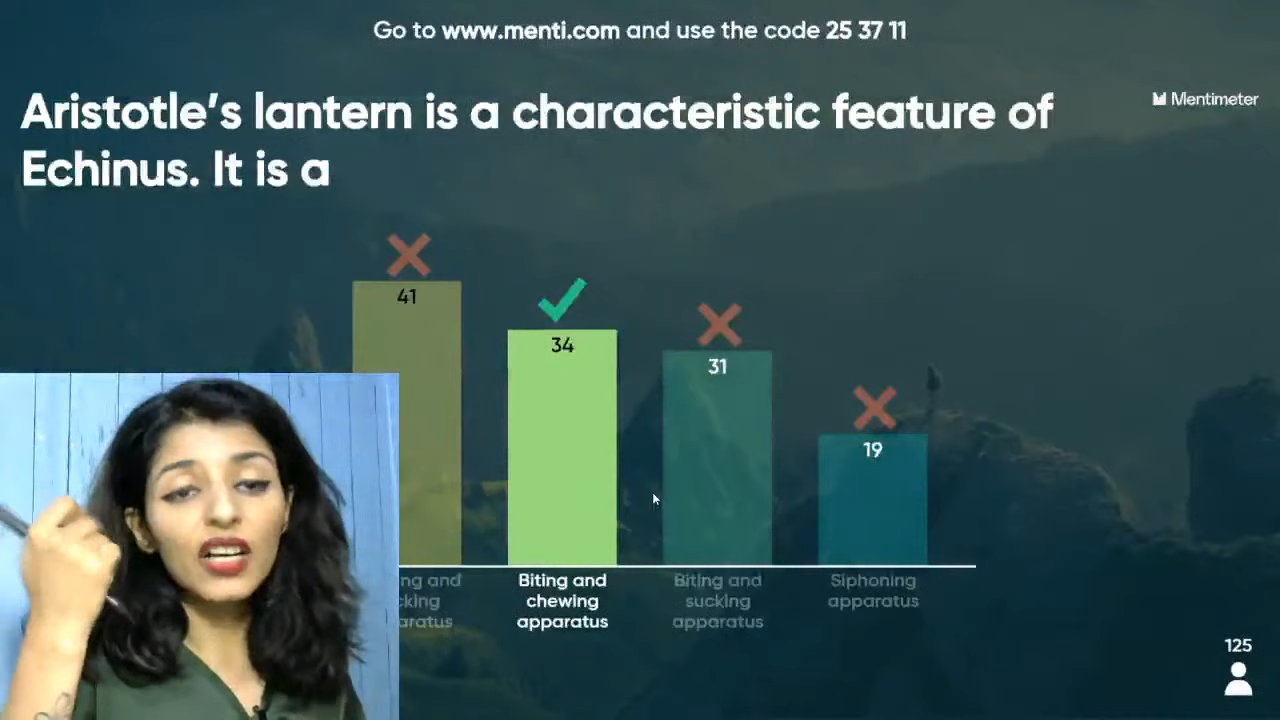 Go to www.menti.com and use the code 25 37 11
Aristotle's lantern is a characteristic feature of
Mentimeter
Echinus. It is a
41
34
31
19
and
Biting and
chewing
apparatus
Biting and
sucking
apparatus
Siphoning
apparatus
125